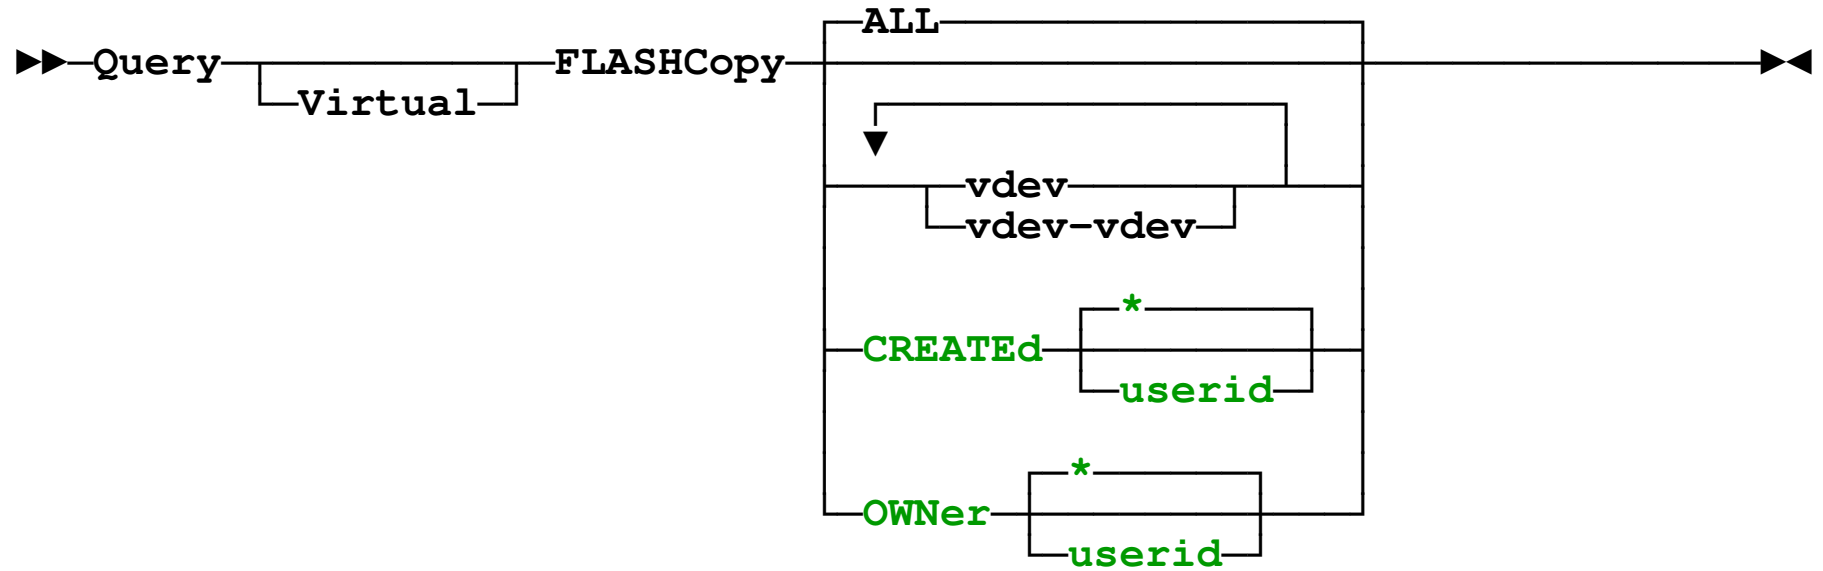 ALL
Query FLASHCopy
Virtual
vdev
vdev-vdev
*
CREATEd
userid
*
OWNer
userid